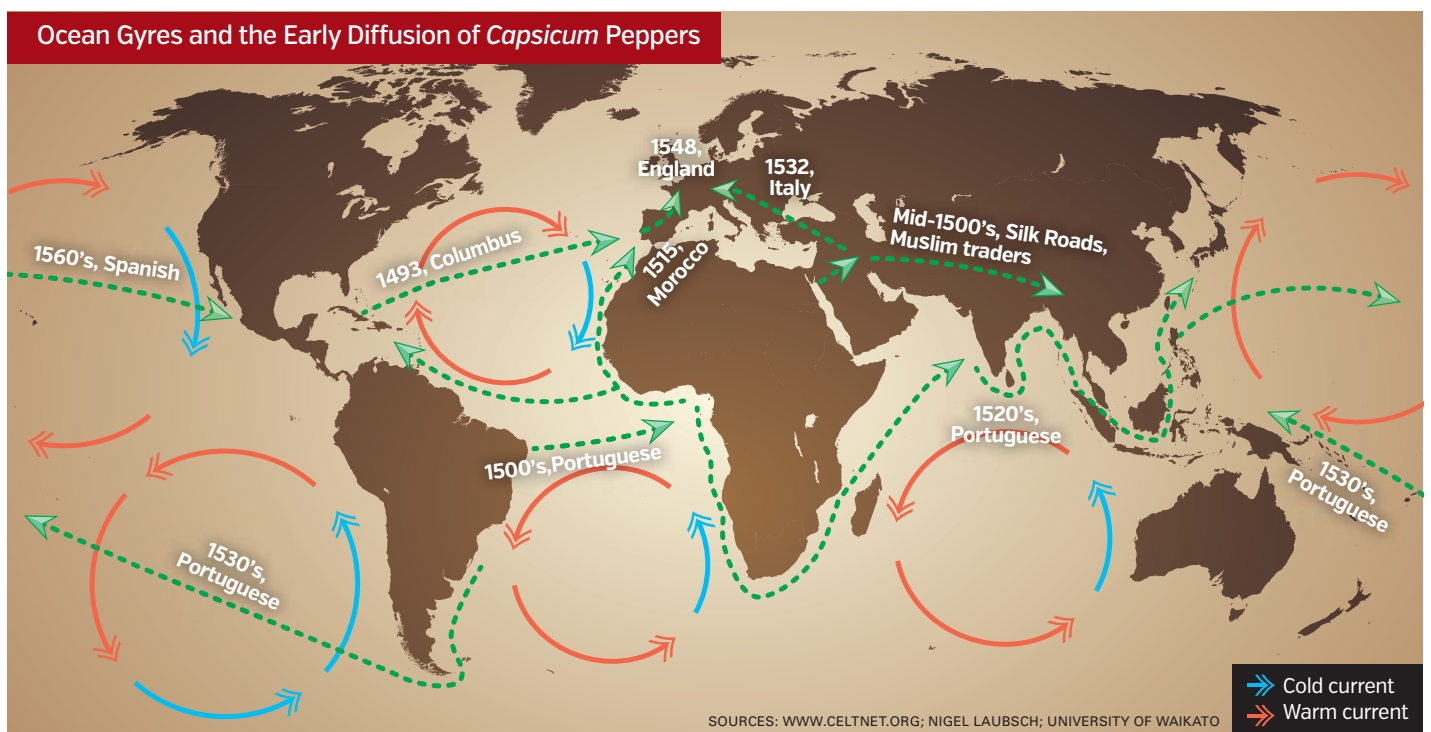 Ocean Gyres and the Early Diffusion of Capsicum Peppers
1548,
England
1532,
Italy
Mid-1500's, Silk Roads,
Muslim traders
1560's, Spanish
1493, Columbus
1515,
Morocco
1520's,
Portuguese
1500's,Portuguese
1530's,
Portuguese
1530's,
Portuguese
Cold current
Warm current
SOURCES: WWW.CELTNET.ORG; NIGEL LAUBSCH; UNIVERSITY OF WAIKATO